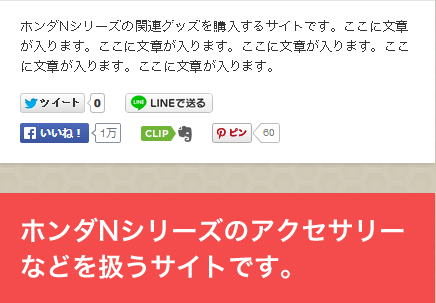 ホンダNシリーズの関連グッズを購入するサイトです。ここに文章
が入ります。ここに文章が入ります。ここに文章が入ります。ここ
に文章が入ります。ここに文章が入ります。
ツイート 0 LINEで送る
いいね! 1万 CLIP ピン 60
ホンダNシリーズのアクセサリー
などを扱うサイトです。